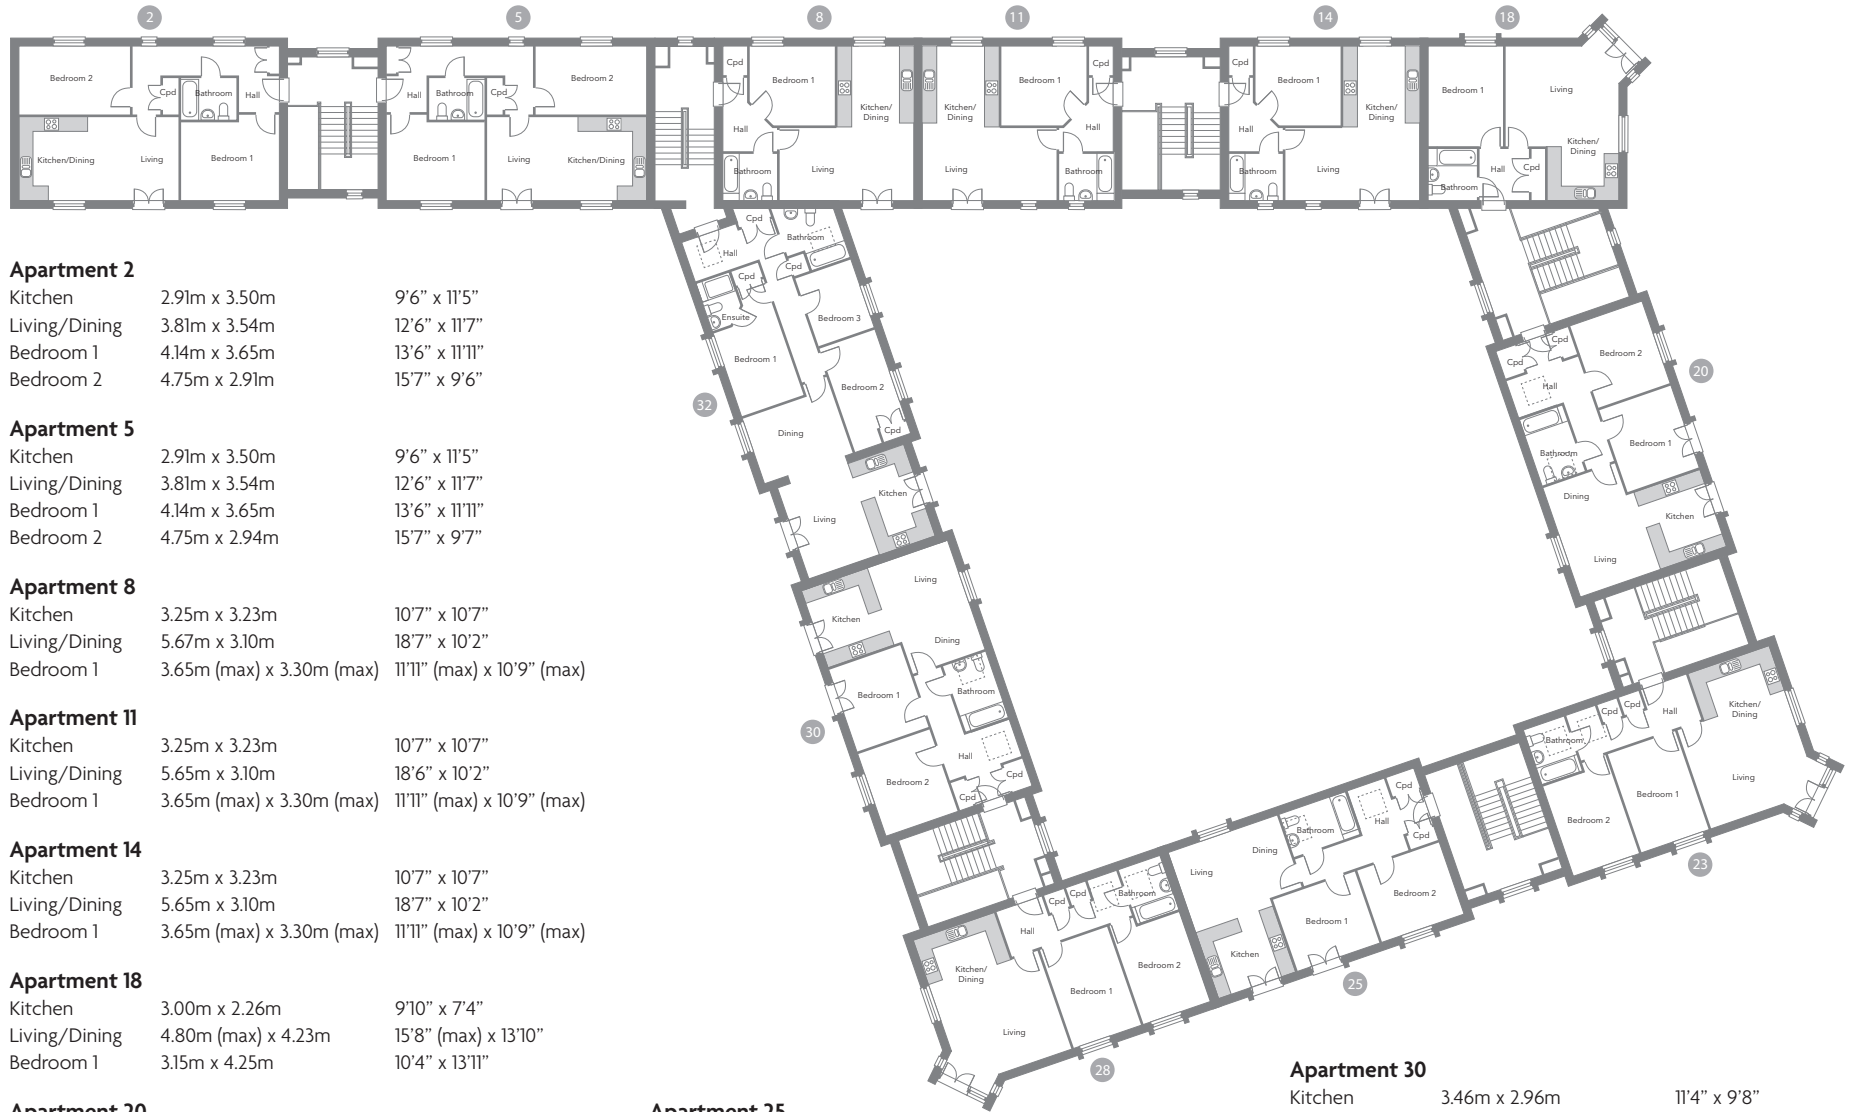 2
5
8
11
14
18
Bedroom 2
Cpd
Bathroom
Hall
Kitchen/Dining
Living
Bedroom 1
Hall
Bathroom
Cpd
Bedroom 2
Bedroom 1
Living
Kitchen/Dining
Cpd
Bedroom 1
Kitchen/
Dining
Hall
Bathroom
Living
Kitchen/
Dining
Bedroom 1
Cpd
Hall
Living
Bathroom
Cpd
Bedroom 1
Kitchen/
Dining
Hall
Bathroom
Living
Bedroom 1
Living
Kitchen/
Dining
Hall
Cpd
Bathroom
Cpd
Bathroom
Hall
Cpd
Cpd
Ensuite
Bedroom 3
Bedroom 1
Bedroom 2
32
Cpd
Dining
Kitchen
Living
Cpd
Cpd
Bedroom 2
20
Hall
Bedroom 1
Bathroom
Dining
Kitchen
Living
Living
Kitchen
Dining
Bedroom 1
Bathroom
30
Hall
Bedroom 2
Cpd
Cpd
Cpd
Cpd
Hall
Kitchen/
Dining
Bathroom
Living
Bedroom 1
Bedroom 2
23
Cpd
Hall
Cpd
Bathroom
Dining
Living
Bedroom 2
Bedroom 1
Kitchen
25
Cpd
Cpd
Bathroom
Hall
Kitchen/
Dining
Bedroom 2
Bedroom 1
Living
28
Apartment 2
Kitchen 2.91m x 3.50m 9’6” x 11’5”
Living/Dining 3.81m x 3.54m 12’6” x 11’7”
Bedroom 1 4.14m x 3.65m 13’6” x 11’11”
Bedroom 2 4.75m x 2.91m 15’7” x 9’6”
Apartment 5
Kitchen 2.91m x 3.50m 9’6” x 11’5”
Living/Dining 3.81m x 3.54m 12’6” x 11’7”
Bedroom 1 4.14m x 3.65m 13’6” x 11’11”
Bedroom 2 4.75m x 2.94m 15’7” x 9’7”
Apartment 8
Kitchen 3.25m x 3.23m 10’7” x 10’7”
Living/Dining 5.67m x 3.10m 18’7” x 10’2”
Bedroom 1 3.65m (max) x 3.30m (max) 11’11” (max) x 10’9” (max)
Apartment 11
Kitchen 3.25m x 3.23m 10’7” x 10’7”
Living/Dining 5.65m x 3.10m 18’6” x 10’2”
Bedroom 1 3.65m (max) x 3.30m (max) 11’11” (max) x 10’9” (max)
Apartment 14
Kitchen 3.25m x 3.23m 10’7” x 10’7”
Living/Dining 5.65m x 3.10m 18’7” x 10’2”
Bedroom 1 3.65m (max) x 3.30m (max) 11’11” (max) x 10’9” (max)
Apartment 18
Kitchen 3.00m x 2.26m 9’10” x 7’4”
Living/Dining 4.80m (max) x 4.23m 15’8” (max) x 13’10”
Bedroom 1 3.15m x 4.25m 10’4” x 13’11”
Apartment 20
Apartment 25
Apartment 30
Kitchen 3.46m x 2.96m 11’4” x 9’8”